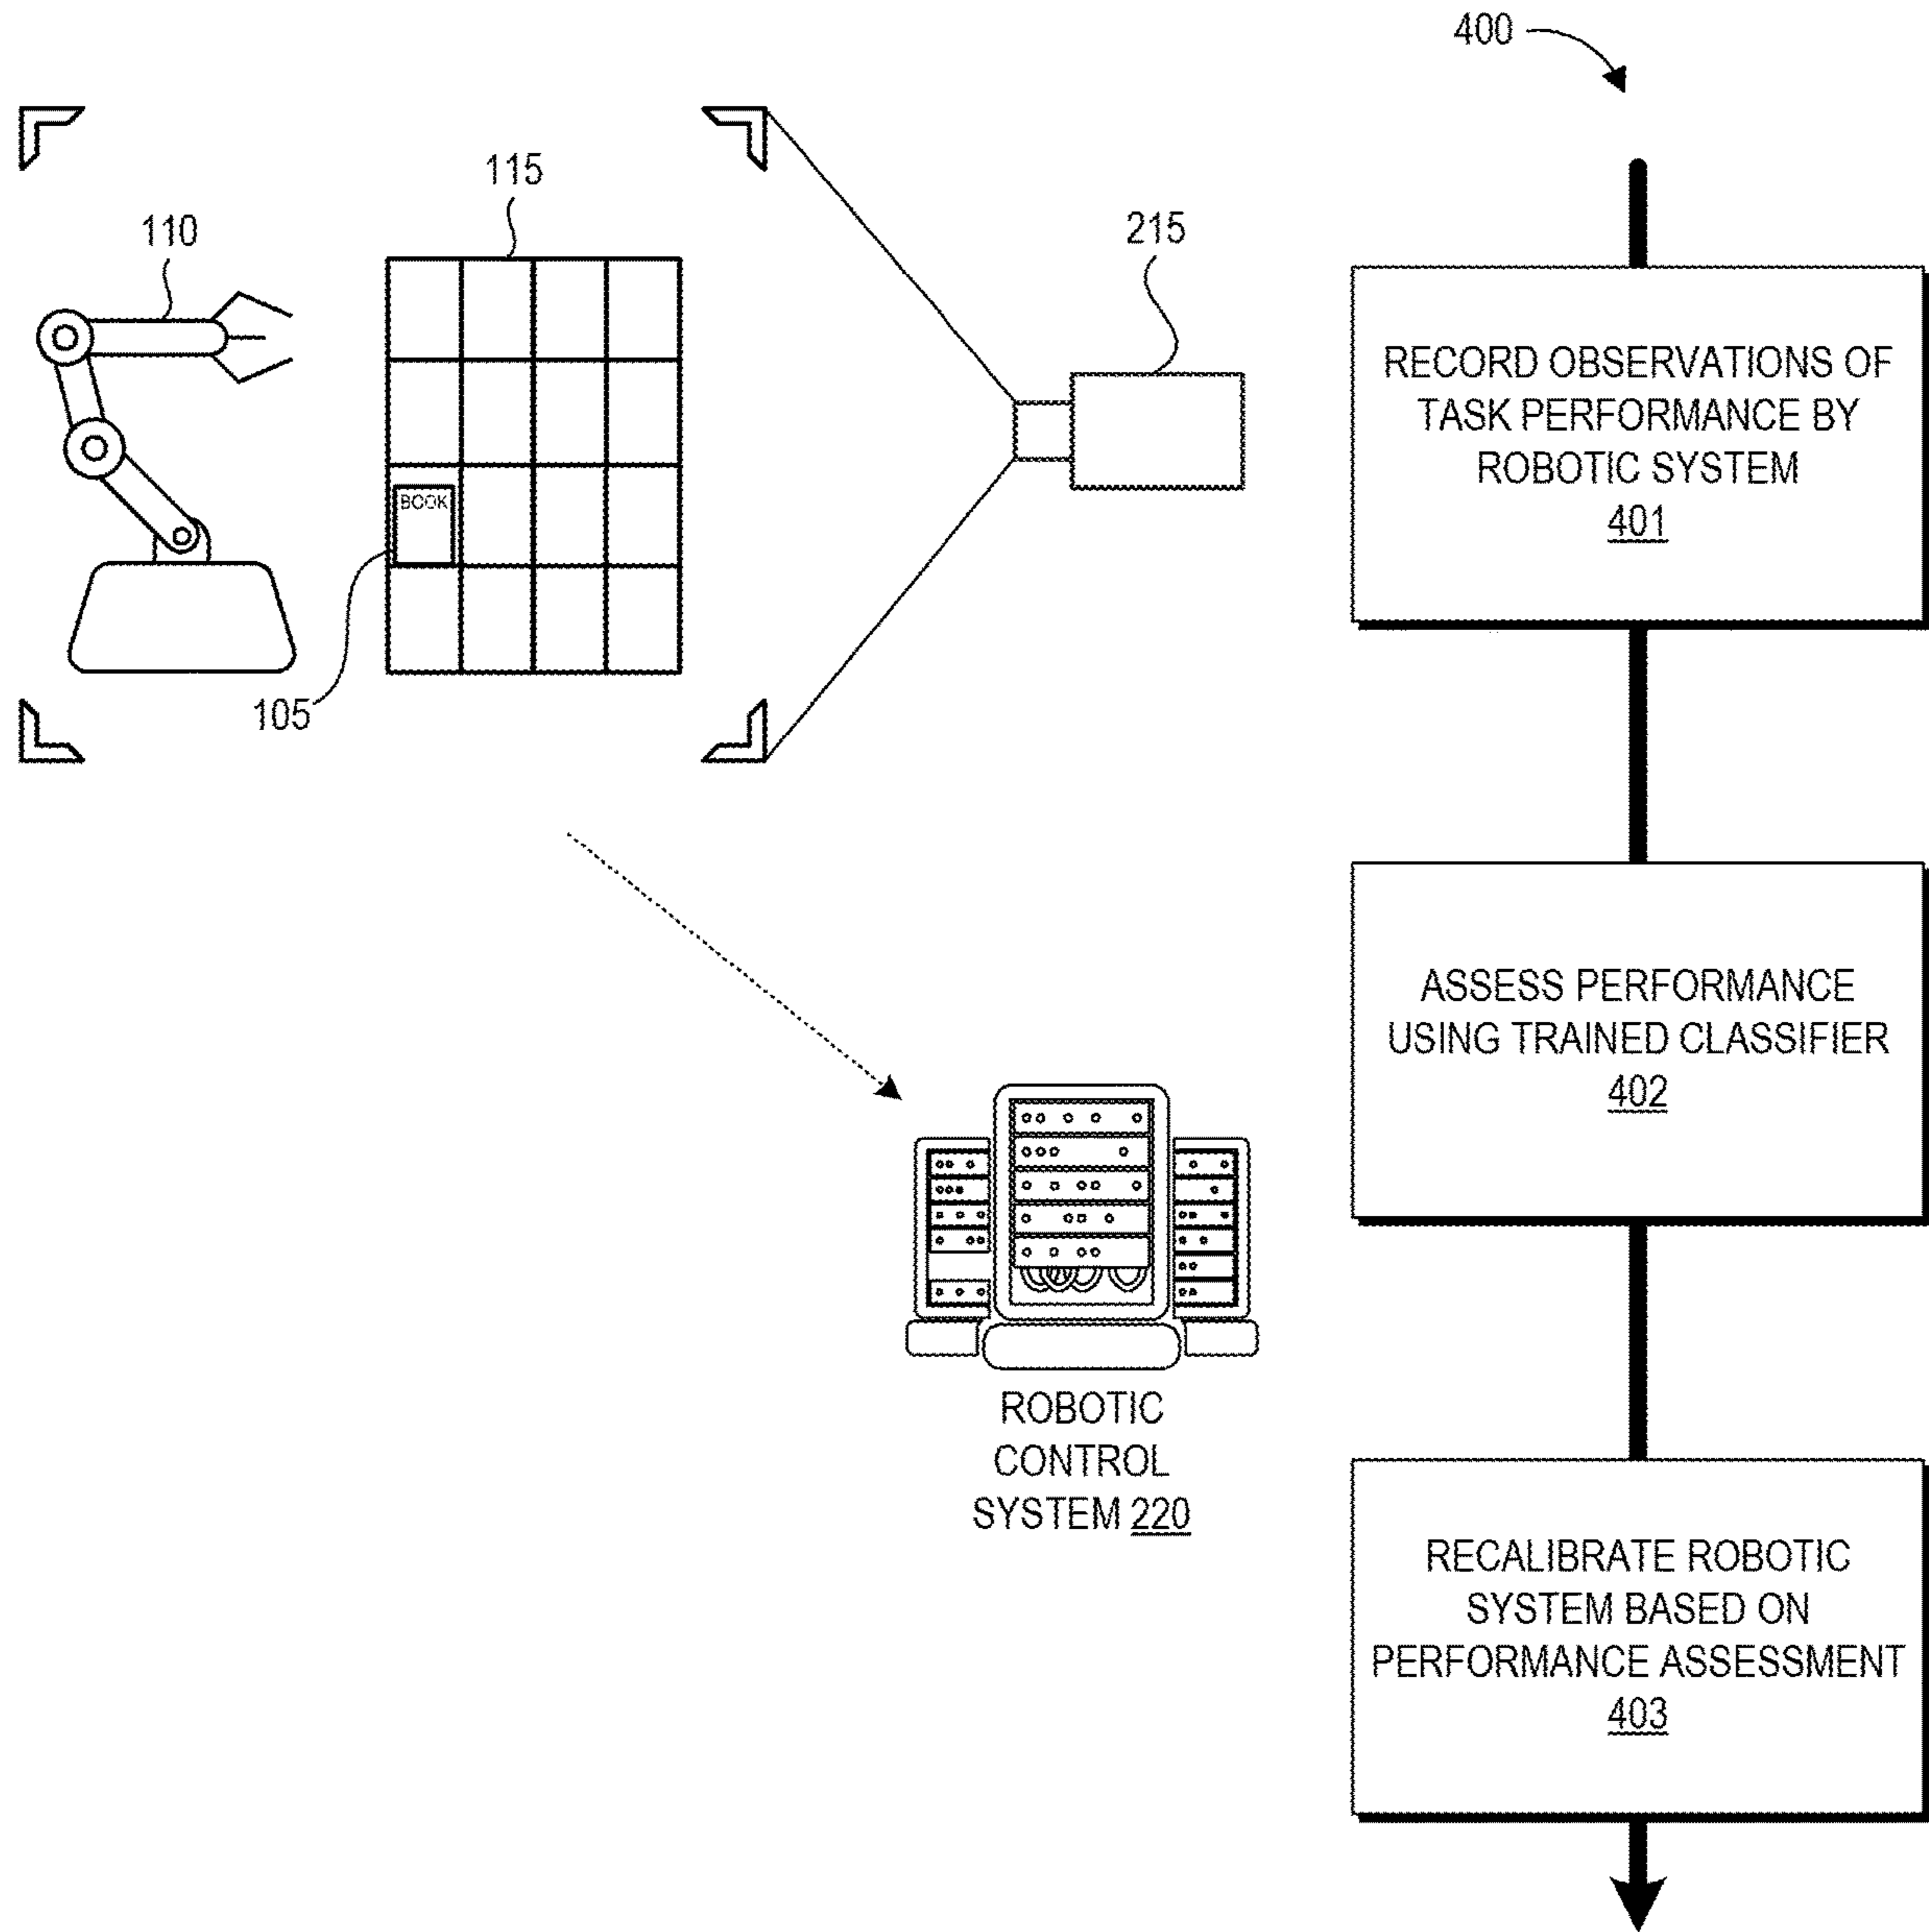 400
115
110
215
BOOK
105
RECORD OBSERVATIONS OF
TASK PERFORMANCE BY
ROBOTIC SYSTEM
401
ASSESS PERFORMANCE
USING TRAINED CLASSIFIER
402
ROBOTIC
CONTROL
SYSTEM 220
RECALIBRATE ROBOTIC
SYSTEM BASED ON
PERFORMANCE ASSESSMENT
403